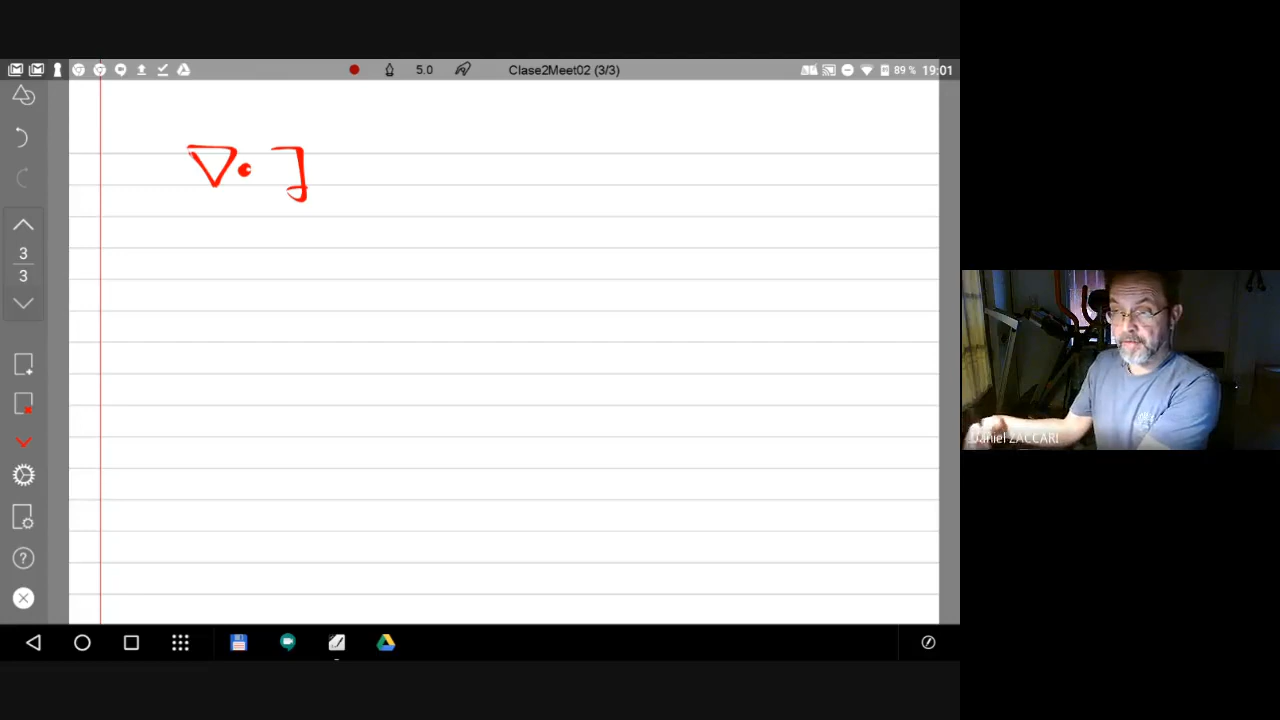 5.0 Clase2Meet02 (3/3) 89 % 19:01
∇• J
3
3
Daniel ZACCARI